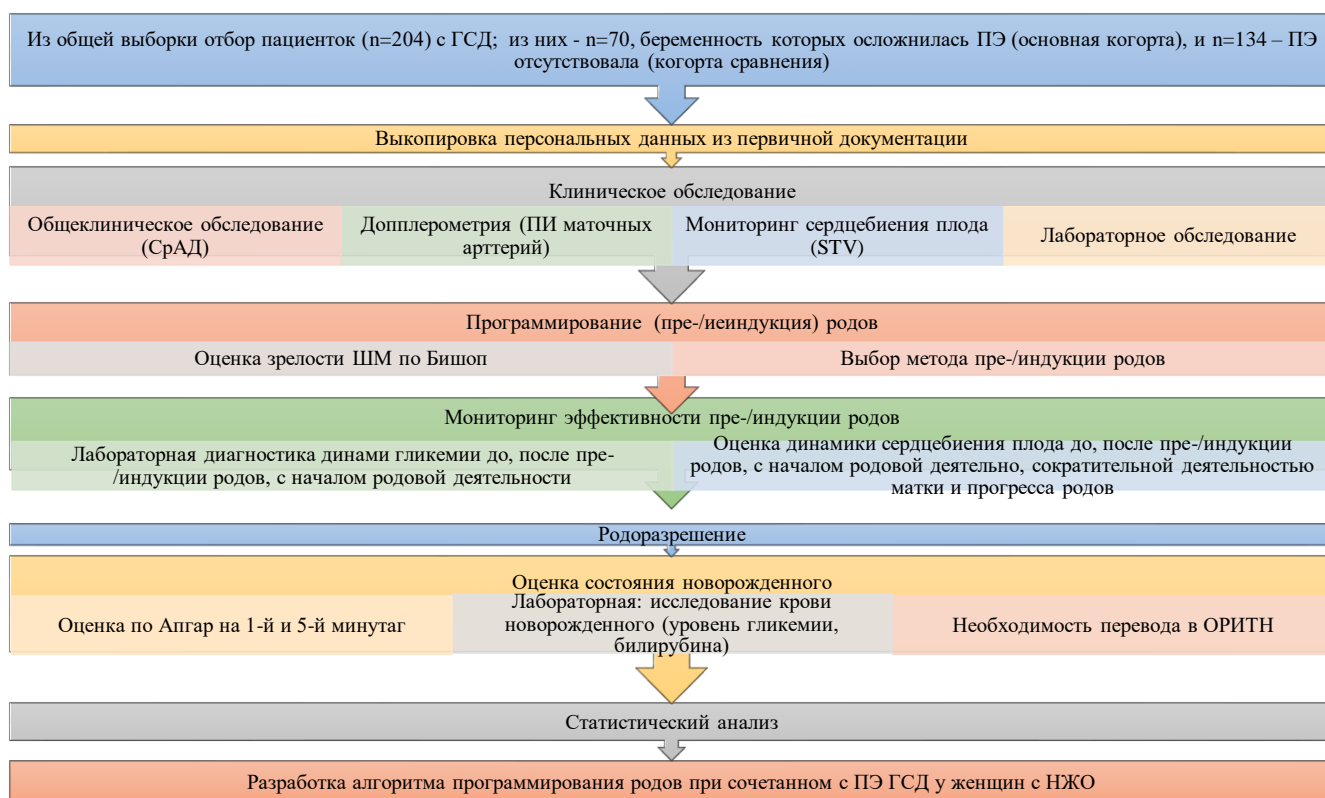 Из общей выборки отбор пациенток (n=204) с ГСД; из них - n=70, беременность которых осложнилась ПЭ (основная когорта), и n=134 – ПЭ
отсутствовала (когорта сравнения)
Выкопировка персональных данных из первичной документации
Клиническое обследование
Общеклиническое обследование
(СрАД)
Допплерометрия (ПИ маточных
арттерий)
Мониторинг сердцебиения плода
(STV)
Лабораторное обследование
Программирование (пре-/иеиндукция) родов
Оценка зрелости ШМ по Бишоп
Выбор метода пре-/индукции родов
Мониторинг эффективности пре-/индукции родов
Лабораторная диагностика динами гликемии до, после пре-
/индукции родов, с началом родовой деятельности
Оценка динамики сердцебиения плода до, после пре-/индукции
родов, с началом родовой деятельно, сократительной деятельностью
матки и прогресса родов
Родоразрешение
Оценка состояния новорожденного
Оценка по Апгар на 1-й и 5-й минутаг
Лабораторная: исследование крови
новорожденного (уровень гликемии,
билирубина)
Необходимость перевода в ОРИТН
Статистический анализ
Разработка алгоритма программирования родов при сочетанном с ПЭ ГСД у женщин с НЖО